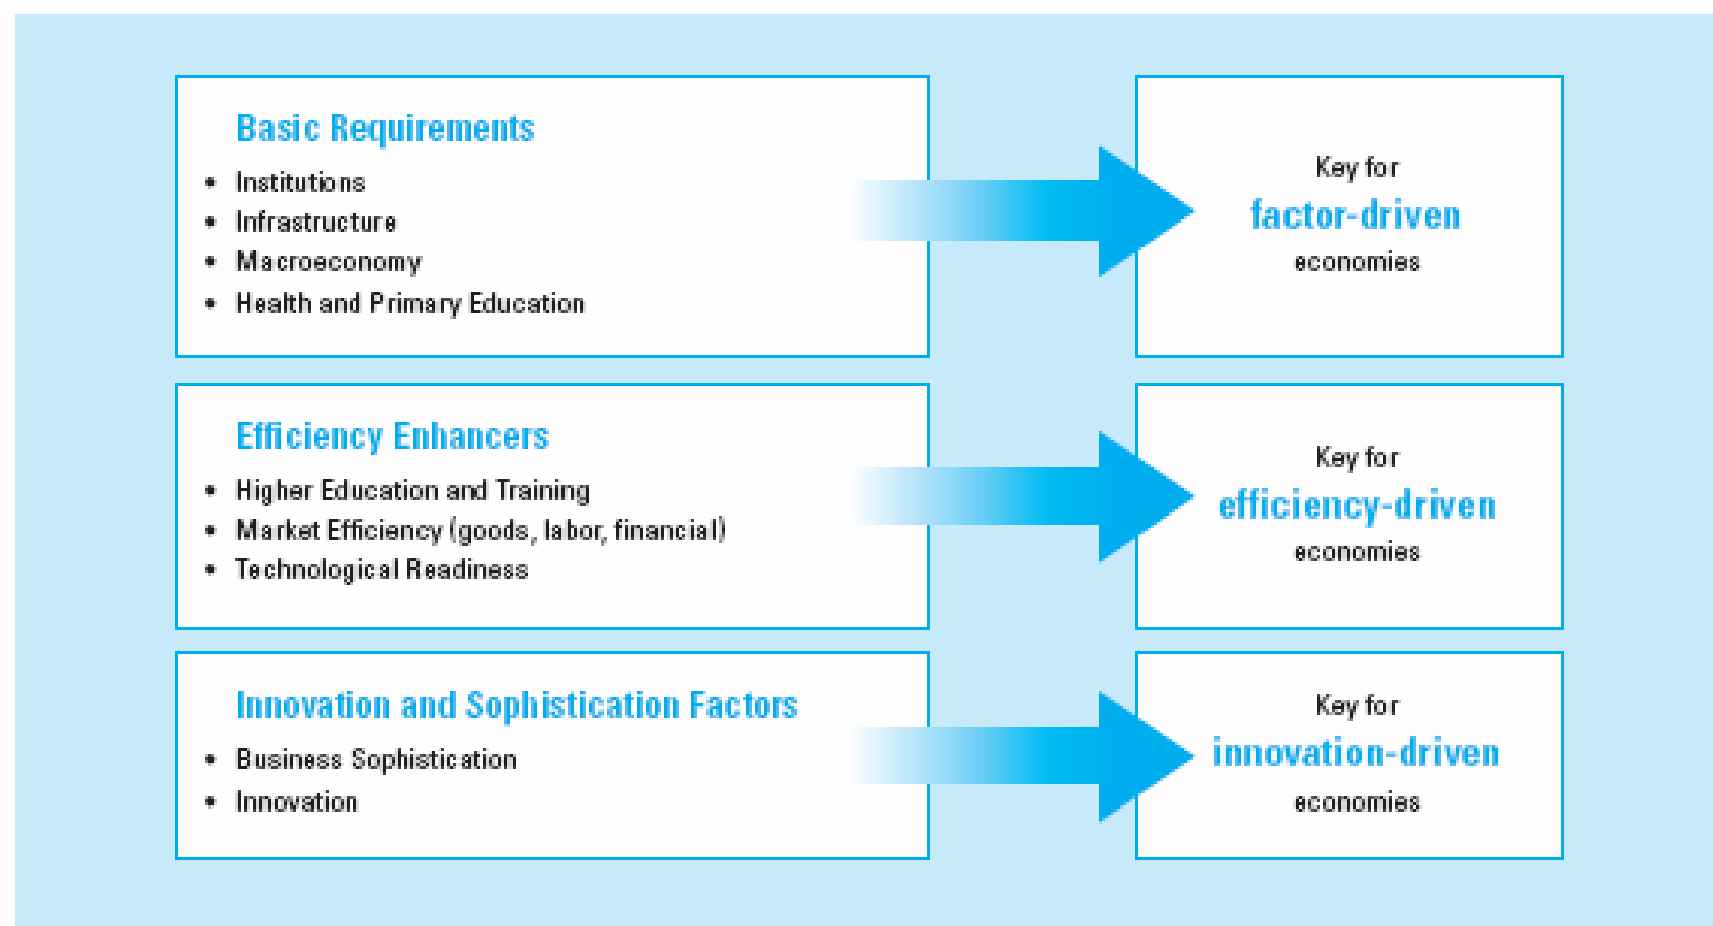 Basic Requirements
• Institutions
• Infrastructure
• Macroeconomy
• Health and Primary Education
Key for
factor-driven
economies
Efficiency Enhancers
• Higher Education and Training
• Market Efficiency (goods, labor, financial)
• Technological Readiness
Key for
efficiency-driven
economies
Innovation and Sophistication Factors
• Business Sophistication
• Innovation
Key for
innovation-driven
economies